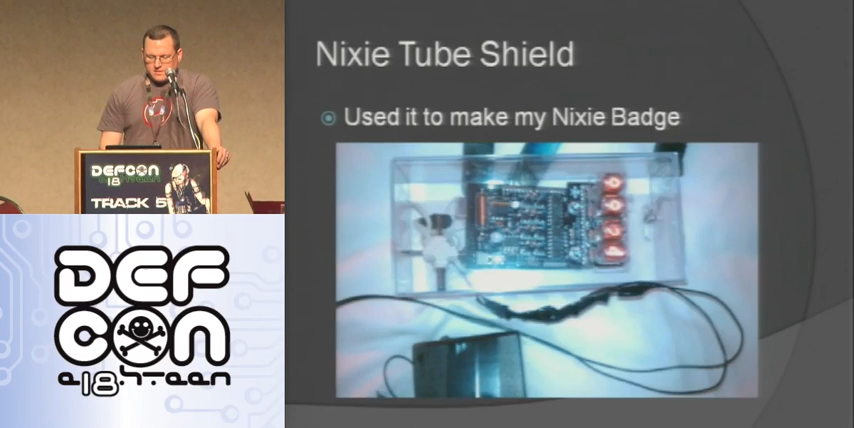 DEFCON
18
TRACK 5
DEF
CON
e18hteen
Nixie Tube Shield
Used it to make my Nixie Badge